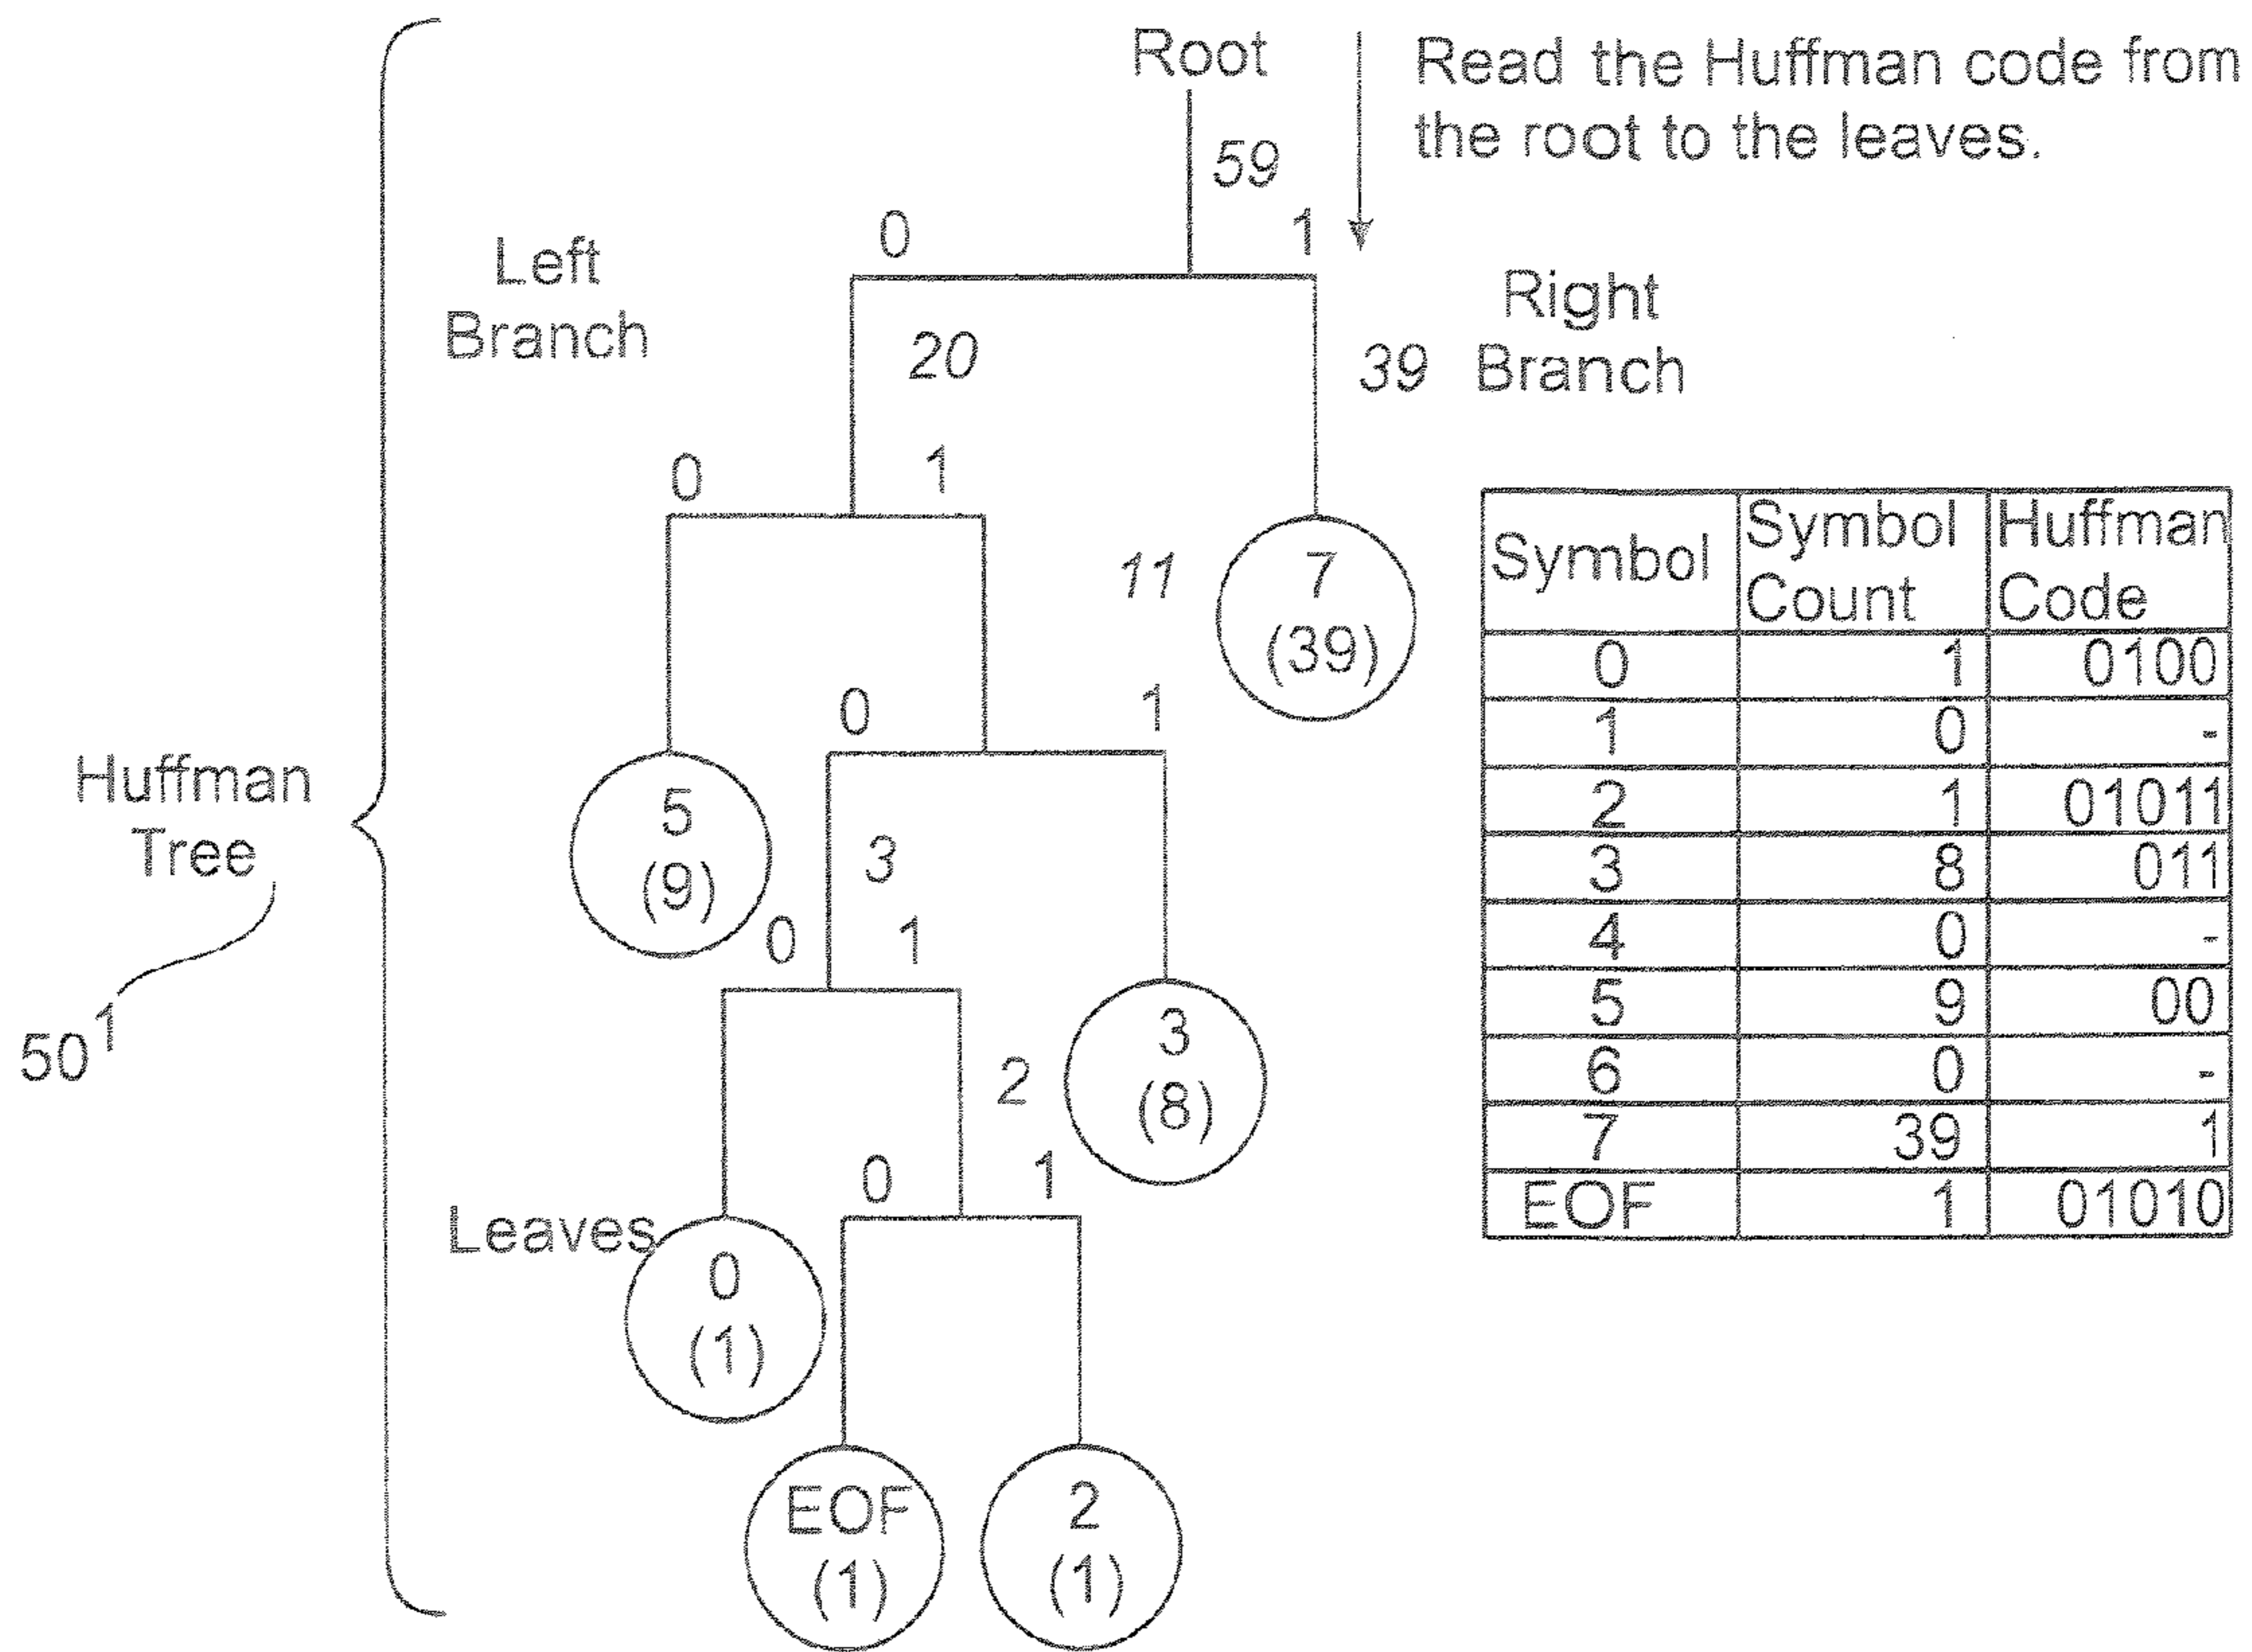 Root
Read the Huffman code from
the root to the leaves.
59
0
1
Left
Branch
20
Right
39 Branch
0
1
11
7
(39)
0
1
Huffman
Tree
50¹
5
(9)
3
0
1
3
(8)
2
0
1
Leaves
0
(1)
EOF
(1)
2
(1)
Symbol Symbol Count Huffman Code
0 1 0100
1 0 -
2 1 01011
3 8 011
4 0 -
5 9 00
6 0 -
7 39 1
EOF 1 01010